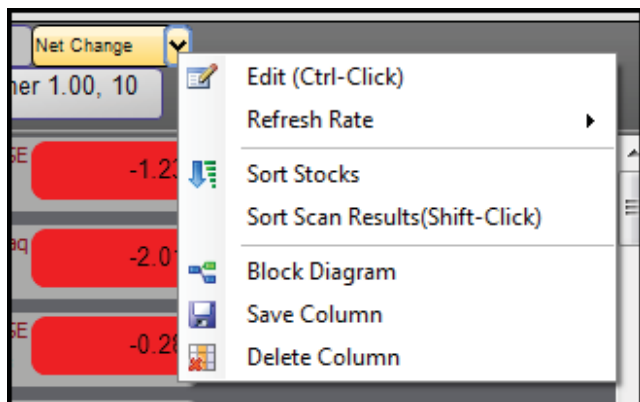 Net Change
her 1.00, 10
Edit (Ctrl-Click)
Refresh Rate
SE
-1.23
Sort Stocks
Sort Scan Results(Shift-Click)
aq
-2.01
Block Diagram
Save Column
SE
-0.28
Delete Column